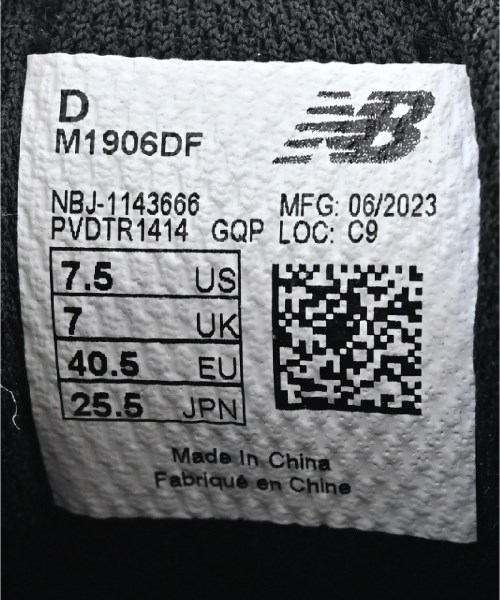 D
M1906DF
NB
NBJ-1143666
MFG: 06/2023
PVDTR1414 GQP LOC: C9
7.5 US
7 UK
40.5 EU
25.5 JPN
Made In China
Fabriqué en Chine